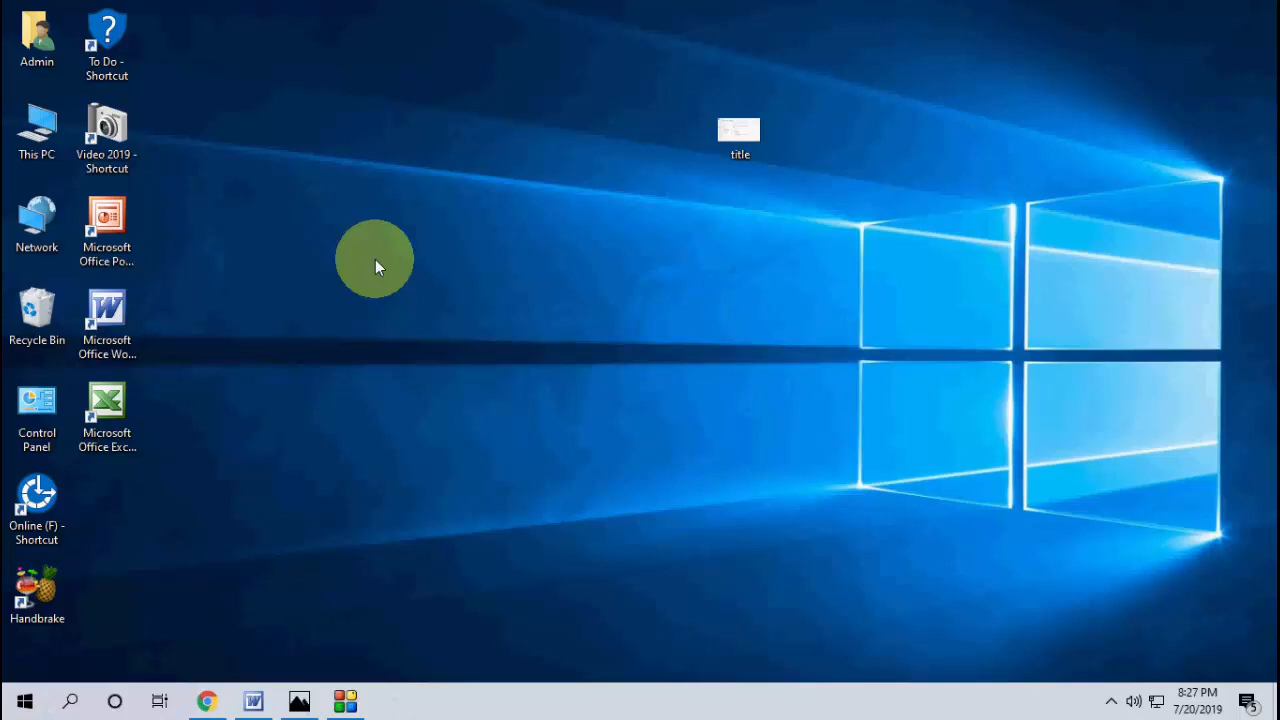 Admin
To Do -
Shortcut
This PC
Video 2019 -
Shortcut
title
Network
Microsoft
Office Po...
Recycle Bin
Microsoft
Office Wo...
Control
Panel
Microsoft
Office Exc...
Online (F) -
Shortcut
Handbrake
8:27 PM
7/20/2019
5